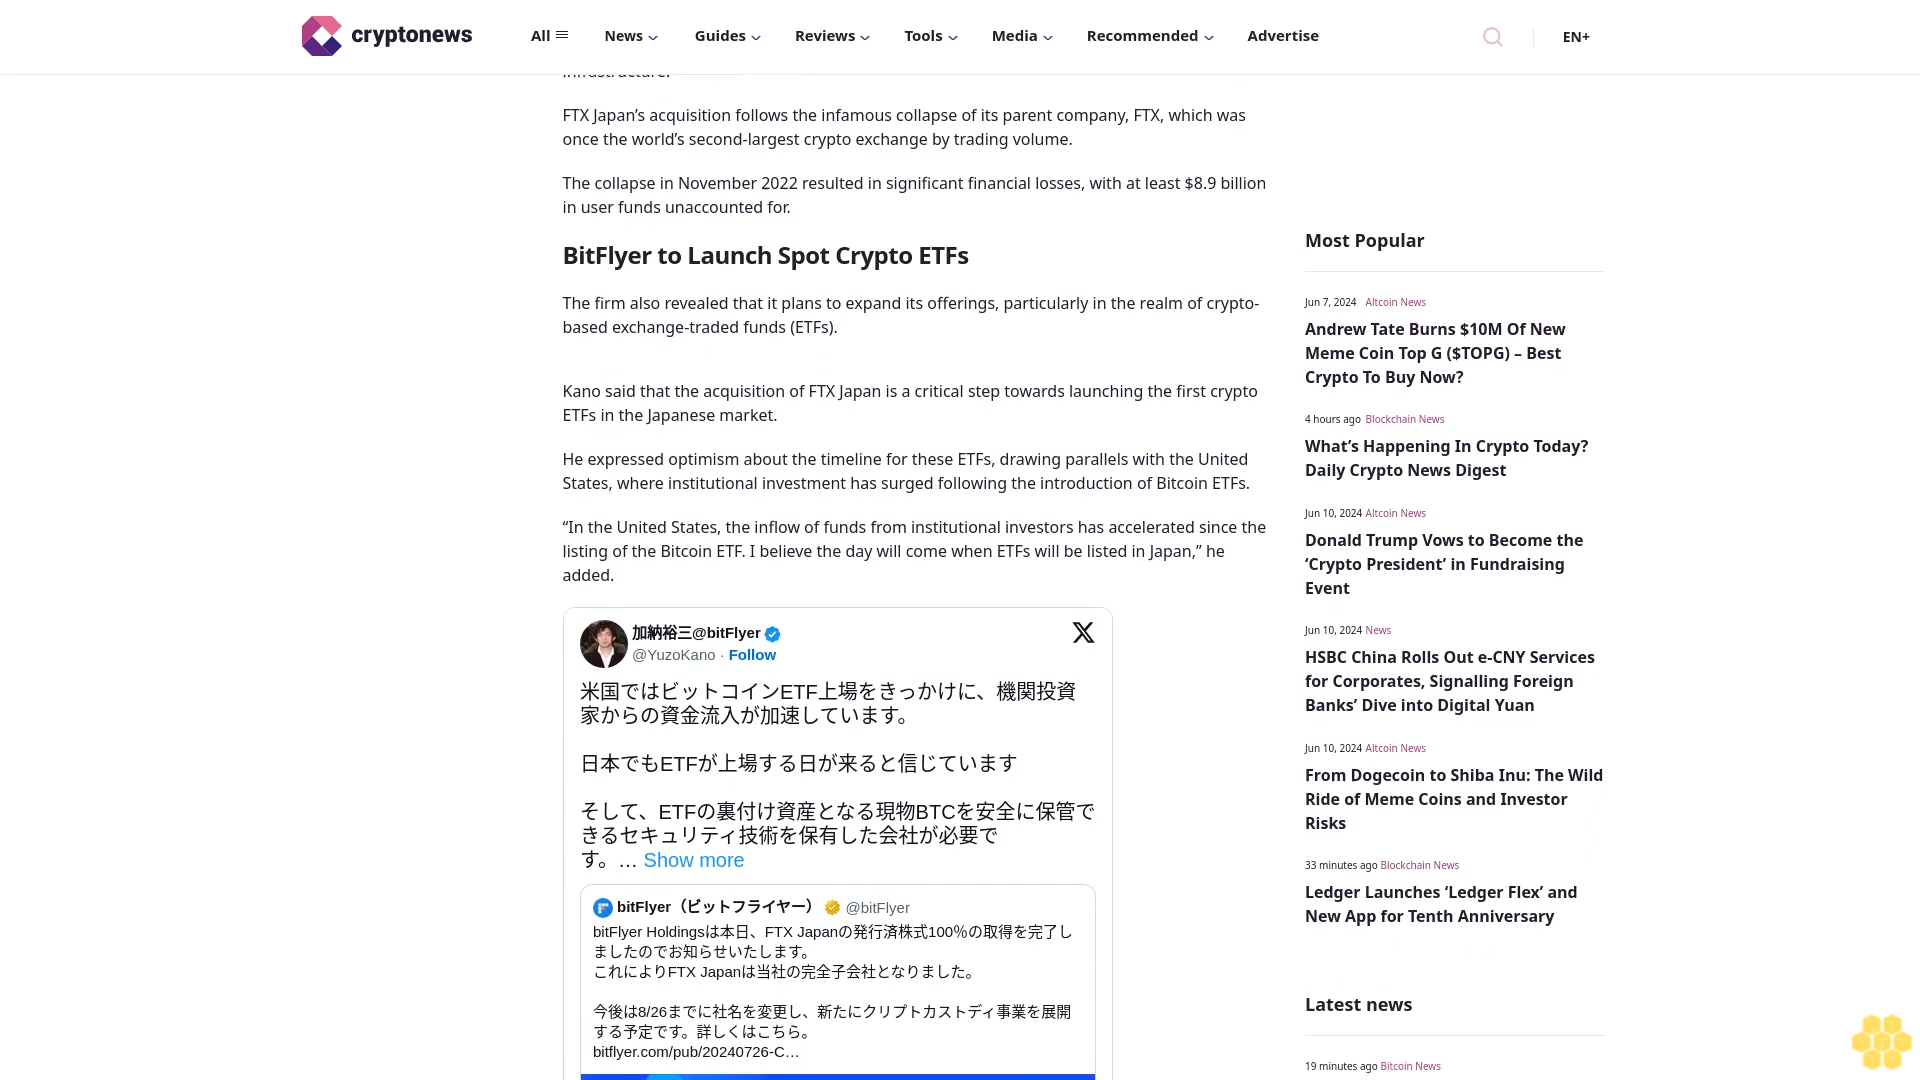 cryptonews
All
News
Guides
Reviews
Tools
Media
Recommended
Advertise
EN+
infrastructure.
FTX Japan’s acquisition follows the infamous collapse of its parent company, FTX, which was
once the world’s second-largest crypto exchange by trading volume.
The collapse in November 2022 resulted in significant financial losses, with at least $8.9 billion
in user funds unaccounted for.
BitFlyer to Launch Spot Crypto ETFs
The firm also revealed that it plans to expand its offerings, particularly in the realm of crypto-
based exchange-traded funds (ETFs).
Kano said that the acquisition of FTX Japan is a critical step towards launching the first crypto
ETFs in the Japanese market.
He expressed optimism about the timeline for these ETFs, drawing parallels with the United
States, where institutional investment has surged following the introduction of Bitcoin ETFs.
“In the United States, the inflow of funds from institutional investors has accelerated since the
listing of the Bitcoin ETF. I believe the day will come when ETFs will be listed in Japan,” he
added.
加納裕三@bitFlyer
@YuzoKano · Follow
米国ではビットコインETF上場をきっかけに、機関投資
家からの資金流入が加速しています。
日本でもETFが上場する日が来ると信じています
そして、ETFの裏付け資産となる現物BTCを安全に保管で
きるセキュリティ技術を保有した会社が必要で
す。… Show more
bitFlyer（ビットフライヤー） @bitFlyer
bitFlyer Holdingsは本日、FTX Japanの発行済株式100％の取得を完了し
ましたのでお知らせいたします。
これによりFTX Japanは当社の完全子会社となりました。
今後は8/26までに社名を変更し、新たにクリプトカストディ事業を展開
する予定です。詳しくはこちら。
bitflyer.com/pub/20240726-C…
Most Popular
Jun 7, 2024 Altcoin News
Andrew Tate Burns $10M Of New
Meme Coin Top G ($TOPG) – Best
Crypto To Buy Now?
4 hours ago Blockchain News
What’s Happening In Crypto Today?
Daily Crypto News Digest
Jun 10, 2024 Altcoin News
Donald Trump Vows to Become the
‘Crypto President’ in Fundraising
Event
Jun 10, 2024 News
HSBC China Rolls Out e-CNY Services
for Corporates, Signalling Foreign
Banks’ Dive into Digital Yuan
Jun 10, 2024 Altcoin News
From Dogecoin to Shiba Inu: The Wild
Ride of Meme Coins and Investor
Risks
33 minutes ago Blockchain News
Ledger Launches ‘Ledger Flex’ and
New App for Tenth Anniversary
Latest news
19 minutes ago Bitcoin News